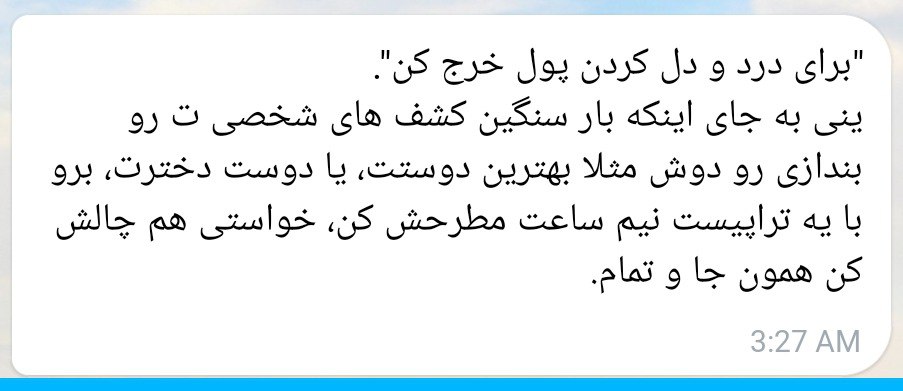 "برای درد و دل کردن پول خرج کن".
ینی به جای اینکه بار سنگین کشف های شخصی ت رو
بندازی رو دوش مثلا بهترین دوستت، یا دوست دخترت، برو
با یه تراپیست نیم ساعت مطرحش کن، خواستی هم چالش
کن همون جا و تمام.
3:27 AM